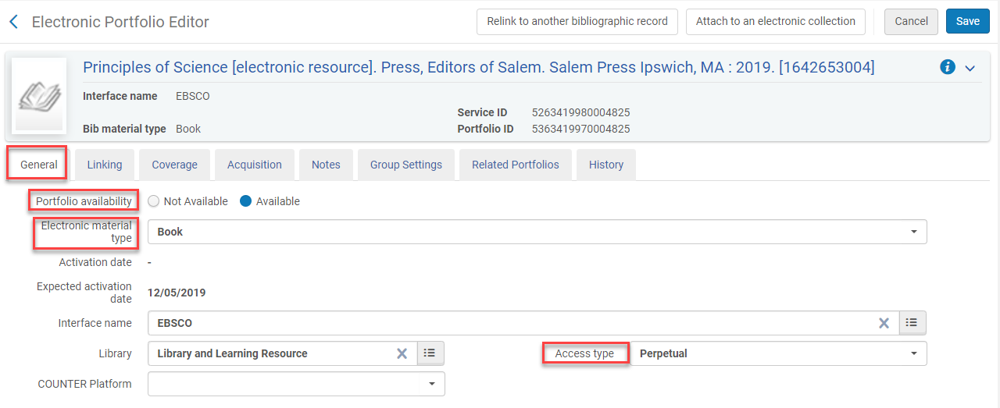 Electronic Portfolio Editor
Relink to another bibliographic record
Attach to an electronic collection
Cancel
Save
Principles of Science [electronic resource]. Press, Editors of Salem. Salem Press Ipswich, MA : 2019. [1642653004]
Interface name EBSCO
Service ID 5263419980004825
Bib material type Book
Portfolio ID 5363419970004825
General Linking Coverage Acquisition Notes Group Settings Related Portfolios History
Portfolio availability Not Available Available
Electronic material
type
Book
Activation date -
Expected activation
date
12/05/2019
Interface name EBSCO
Library Library and Learning Resource
Access type Perpetual
COUNTER Platform